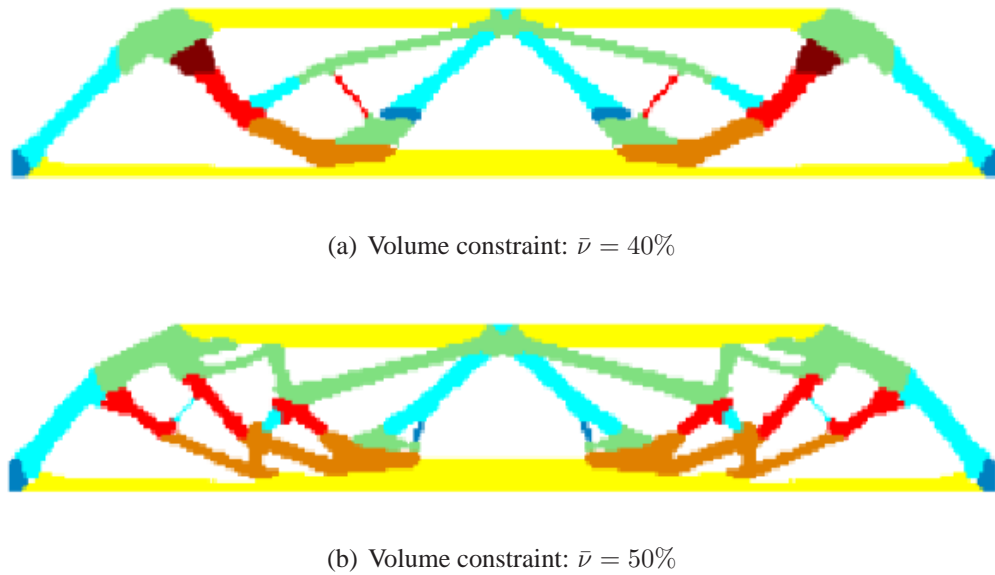 (a) Volume constraint: ν̄ = 40%
(b) Volume constraint: ν̄ = 50%